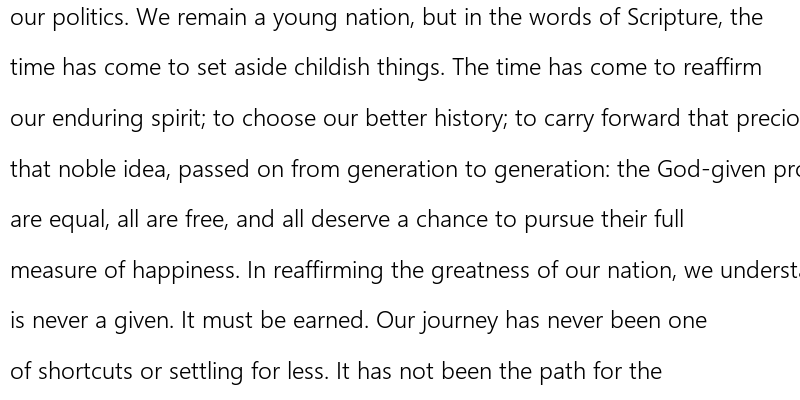 our politics. We remain a young nation, but in the words of Scripture, the
time has come to set aside childish things. The time has come to reaffirm
our enduring spirit; to choose our better history; to carry forward that
that noble idea, passed on from generation to generation: the God-given
are equal, all are free, and all deserve a chance to pursue their full
measure of happiness. In reaffirming the greatness of our nation, we
is never a given. It must be earned. Our journey has never been one
of shortcuts or settling for less. It has not been the path for the